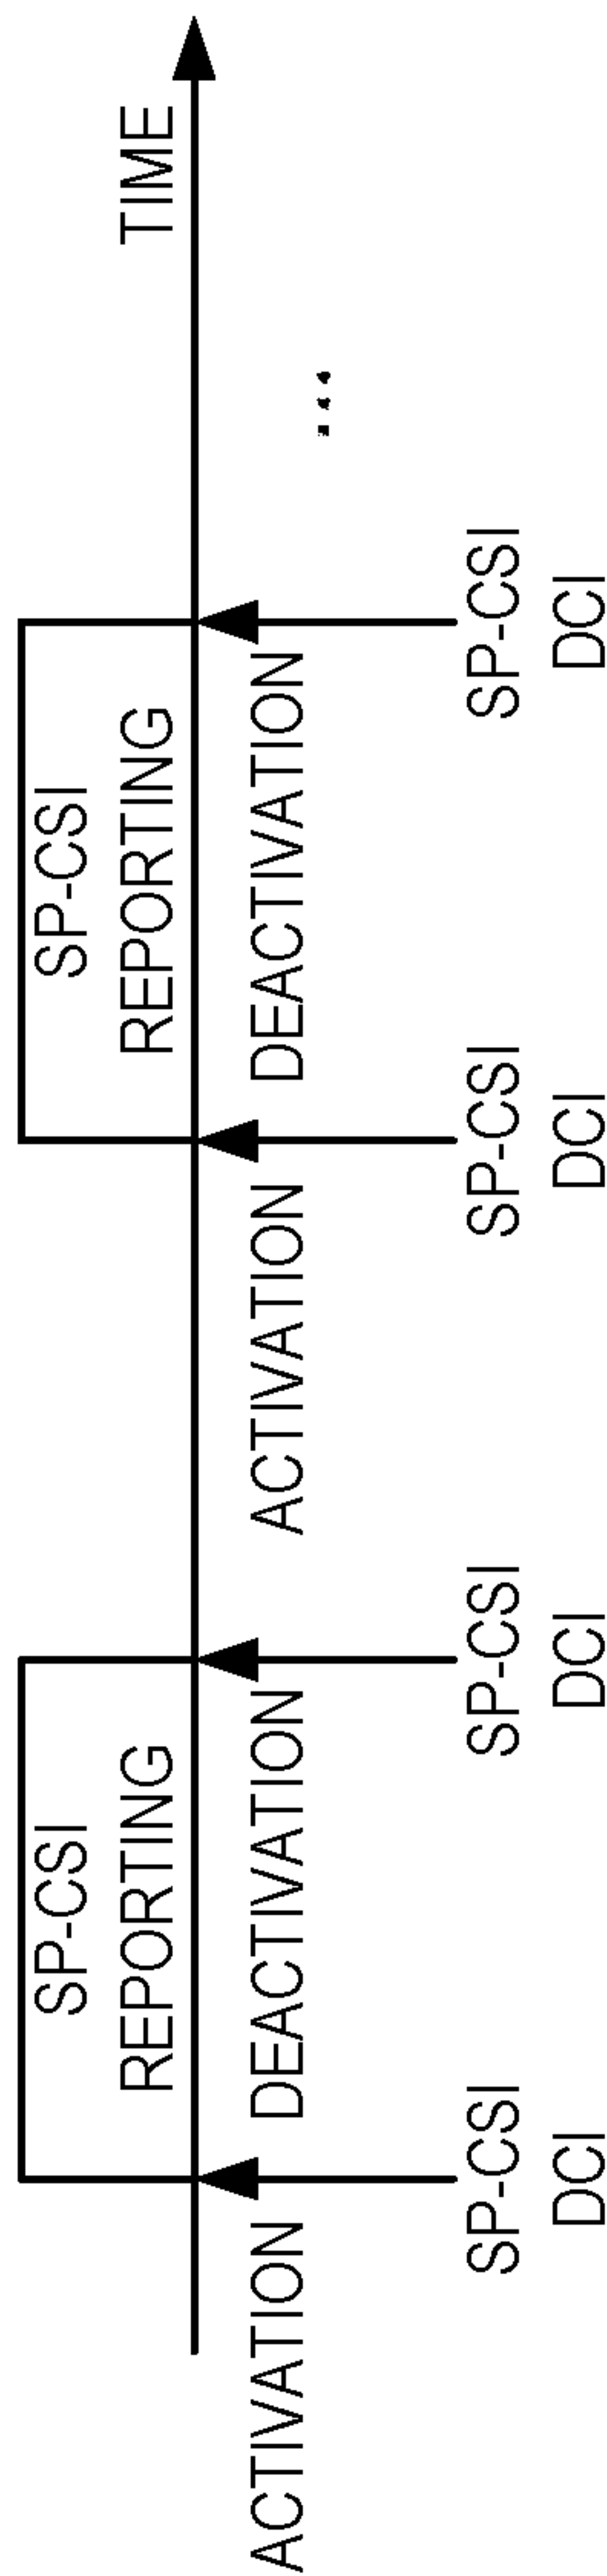 SP-CSI
REPORTING
SP-CSI
REPORTING
TIME
ACTIVATION
DEACTIVATION
ACTIVATION
DEACTIVATION
...
SP-CSI
DCI
SP-CSI
DCI
SP-CSI
DCI
SP-CSI
DCI